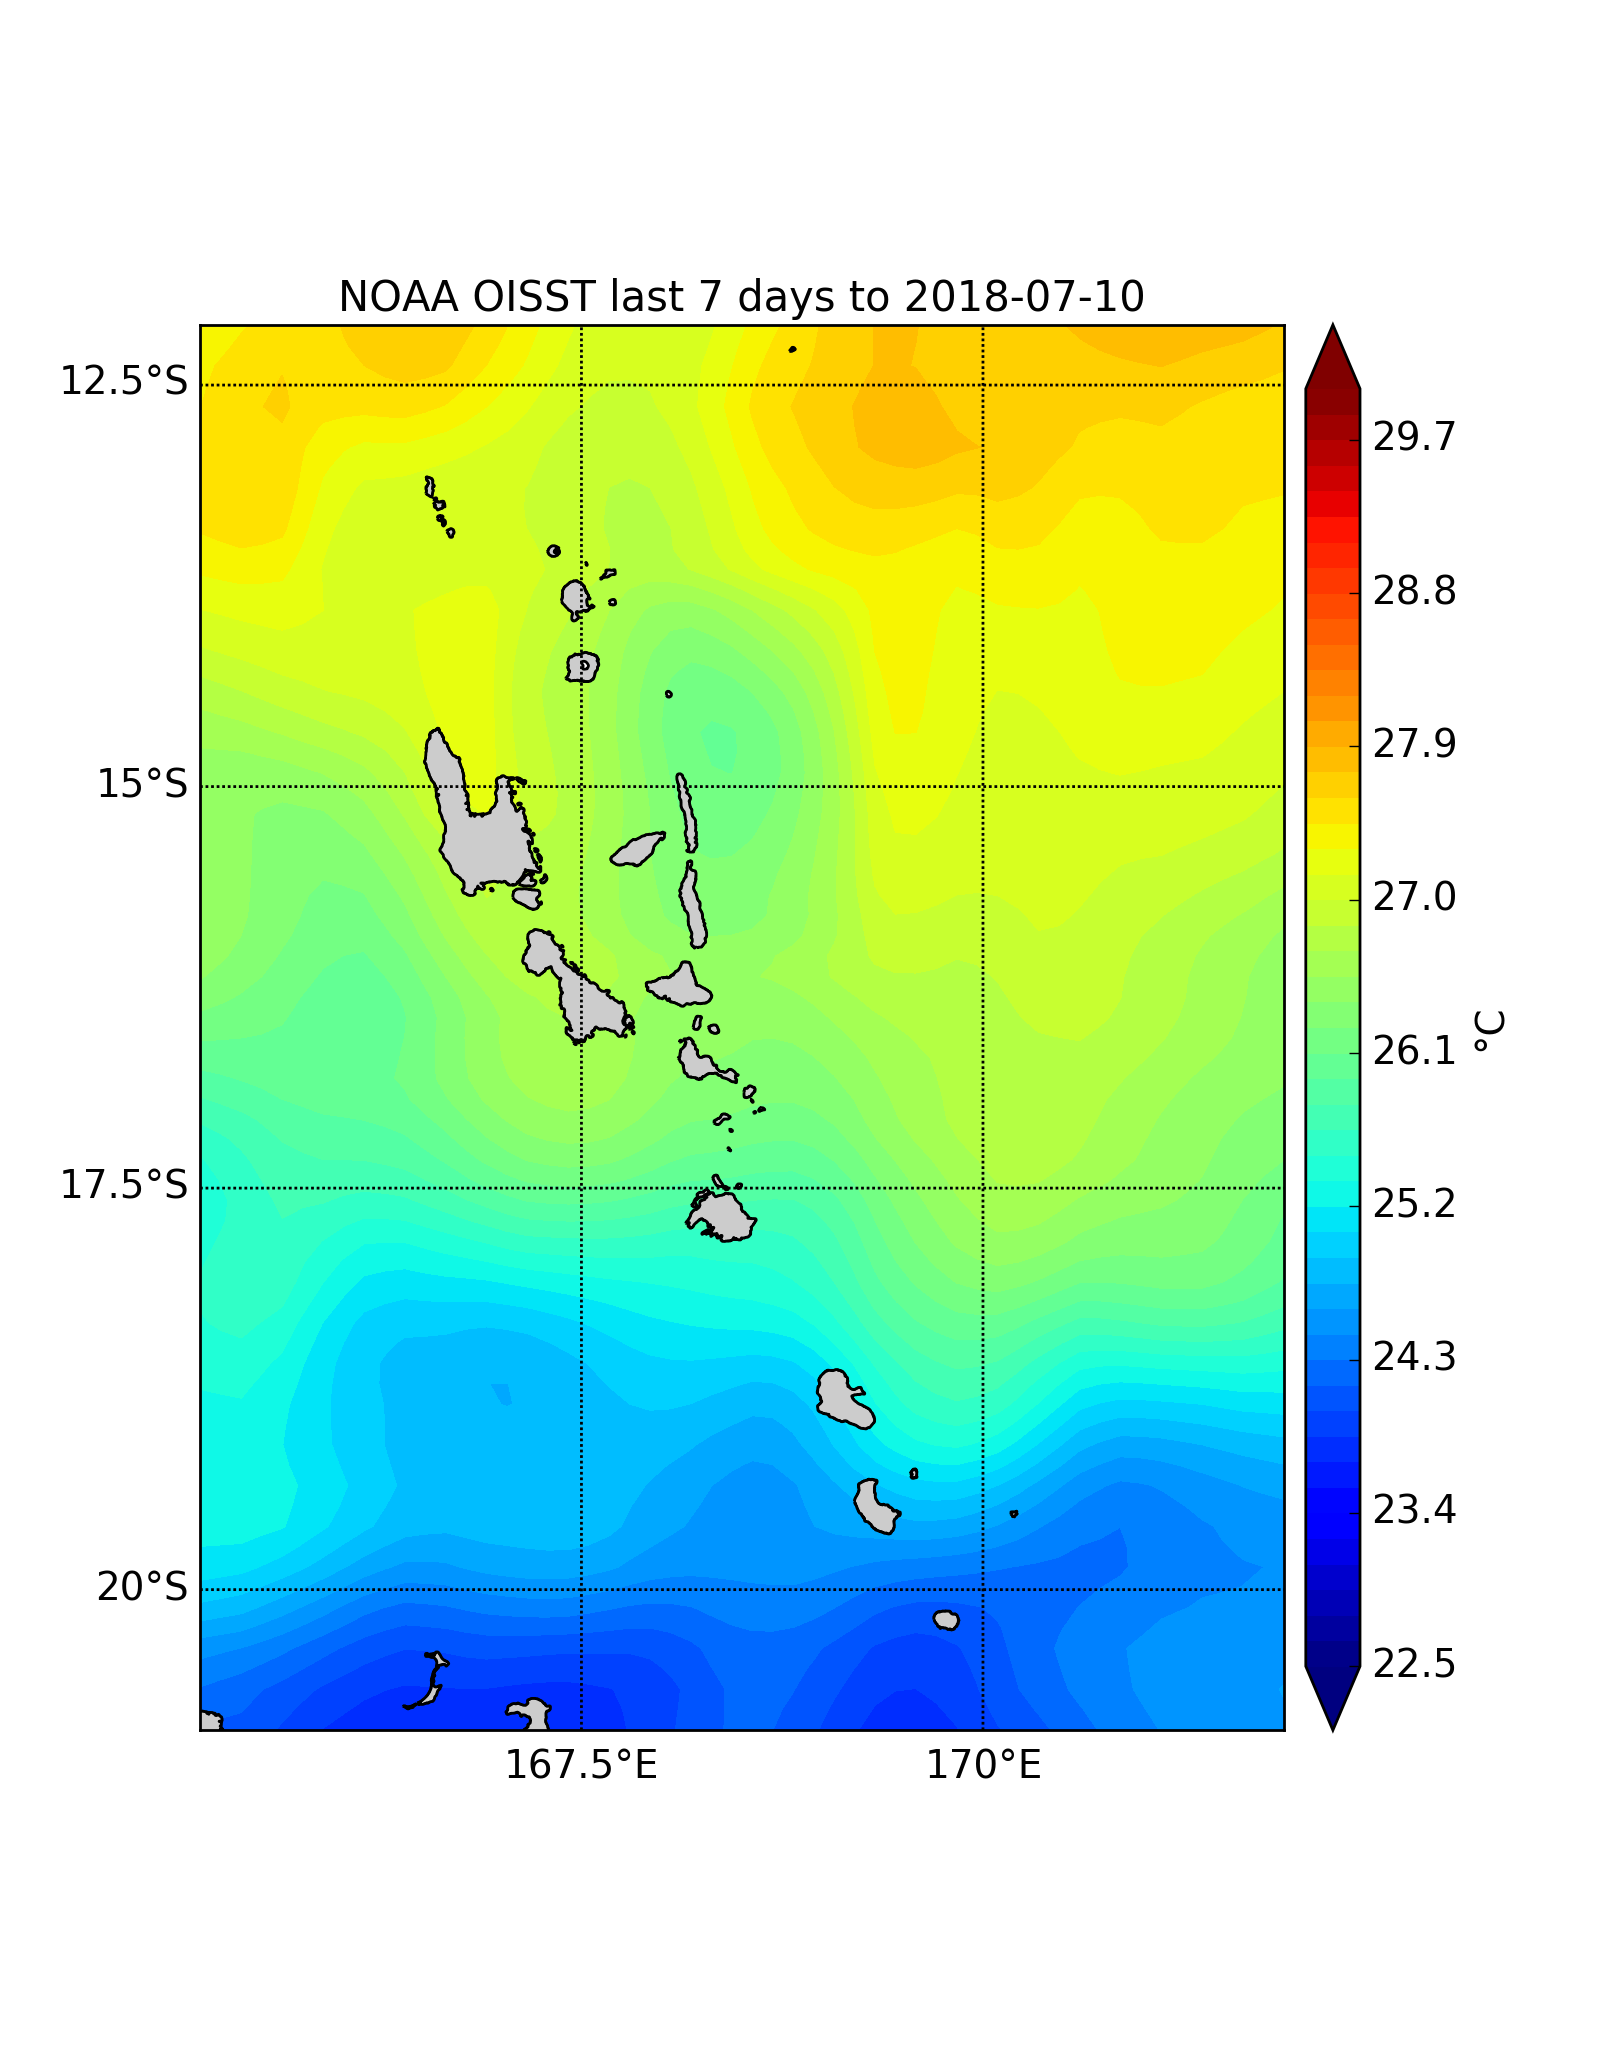 NOAA OISST last 7 days to 2018-07-10
12.5°S
15°S
17.5°S
20°S
167.5°E
170°E
29.7
28.8
27.9
27.0
26.1
25.2
24.3
23.4
22.5
°C